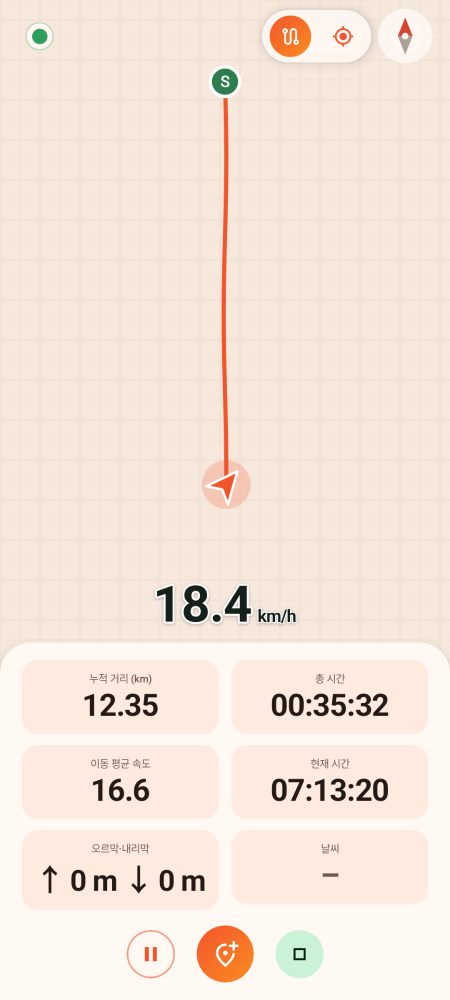 S
18.4 km/h
누적 거리 (km)
12.35
총 시간
00:35:32
이동 평균 속도
16.6
현재 시간
07:13:20
오르막·내리막
↑ 0 m ↓ 0 m
날씨
–